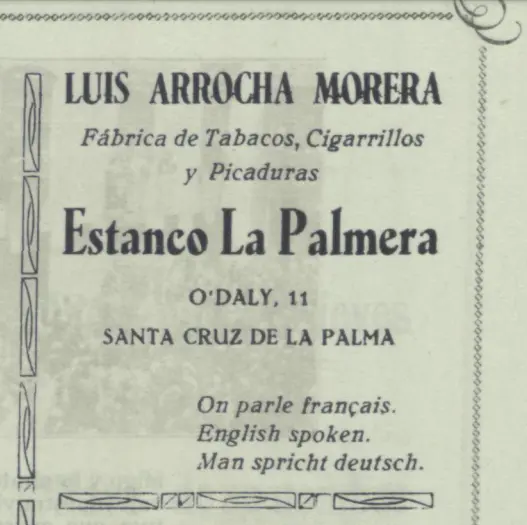 LUIS ARROCHA MORERA
Fábrica de Tabacos, Cigarrillos
y Picaduras
Estanco La Palmera
O'DALY, 11
SANTA CRUZ DE LA PALMA
On parle français.
English spoken.
Man spricht deutsch.